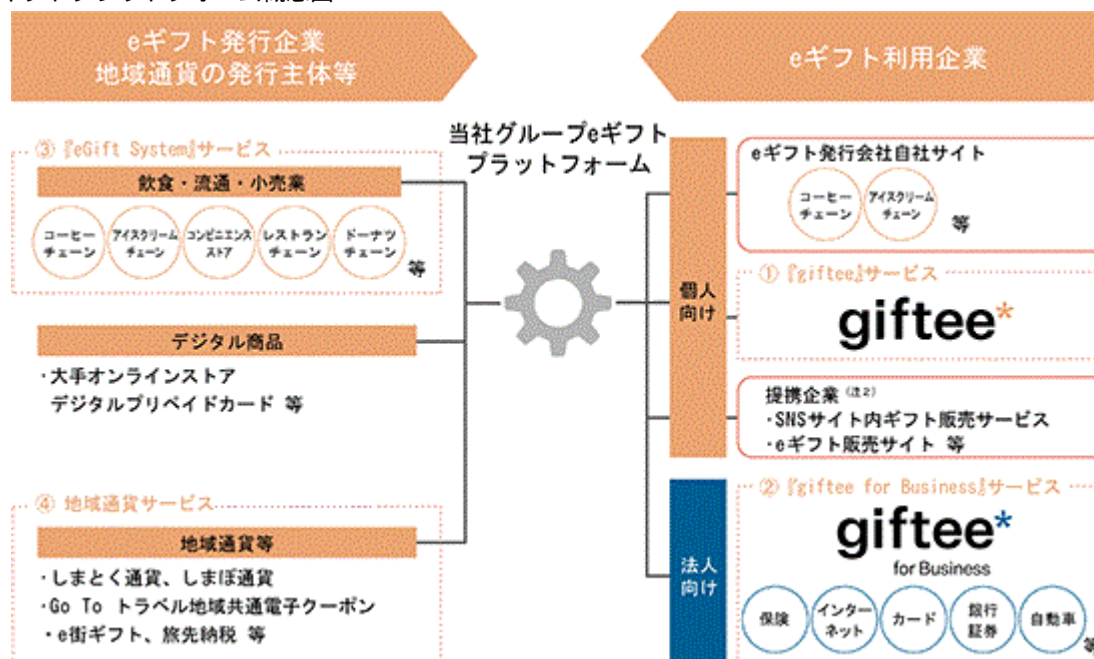 eギフト発行企業
地域通貨の発行主体等
eギフト利用企業
当社グループeギフト
プラットフォーム
③『eGift System』サービス
飲食・流通・小売業
コーヒー
チェーン
アイスクリーム
チェーン
コンビニエンス
ストア
レストラン
チェーン
ドーナツ
チェーン
等
デジタル商品
・大手オンラインストア
デジタルプリペイドカード 等
④ 地域通貨サービス
地域通貨等
・しまとく通貨、しまぽ通貨
・Go To トラベル地域共通電子クーポン
・e街ギフト、旅先納税 等
個人
向け
eギフト発行会社自社サイト
コーヒー
チェーン
アイスクリーム
チェーン
等
①『giftee』サービス
giftee*
提携企業（注2）
・SNSサイト内ギフト販売サービス
・eギフト販売サイト 等
法人
向け
②『giftee for Business』サービス
giftee*
for Business
保険
インター
ネット
カード
銀行
証券
自動車
等